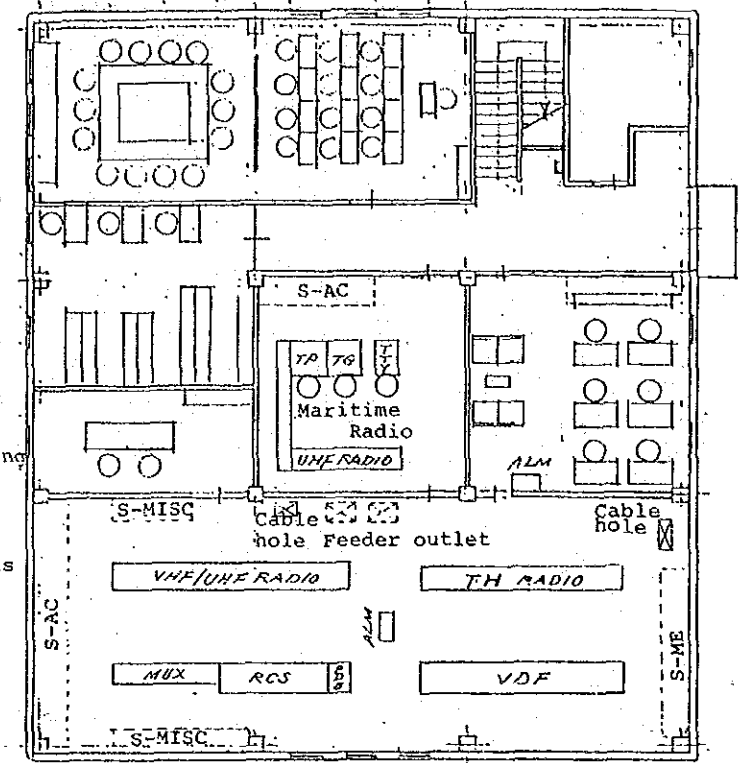 S-AC
TP
TG
TTY
Maritime
Radio
UHF RADIO
ALM
S-MISC
Cable
hole
Feeder outlet
Cable
hole
VHF/UHF RADIO
TH RADIO
S-AC
ALM
S-ME
MUX
RCS
VDF
S-MISC